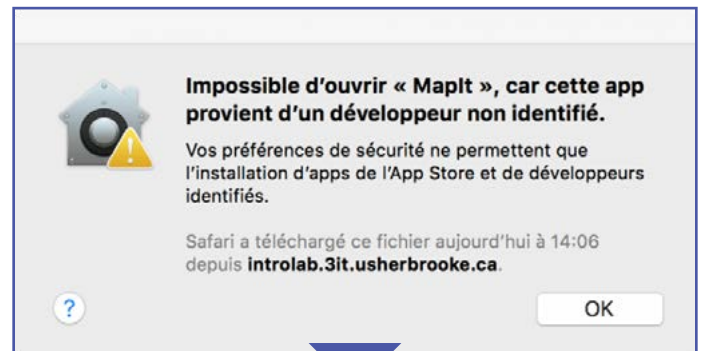 Impossible d’ouvrir « MapIt », car cette app
provient d’un développeur non identifié.
Vos préférences de sécurité ne permettent que
l’installation d’apps de l’App Store et de développeurs
identifiés.
Safari a téléchargé ce fichier aujourd’hui à 14:06
depuis introlab.3it.usherbrooke.ca.
?
OK